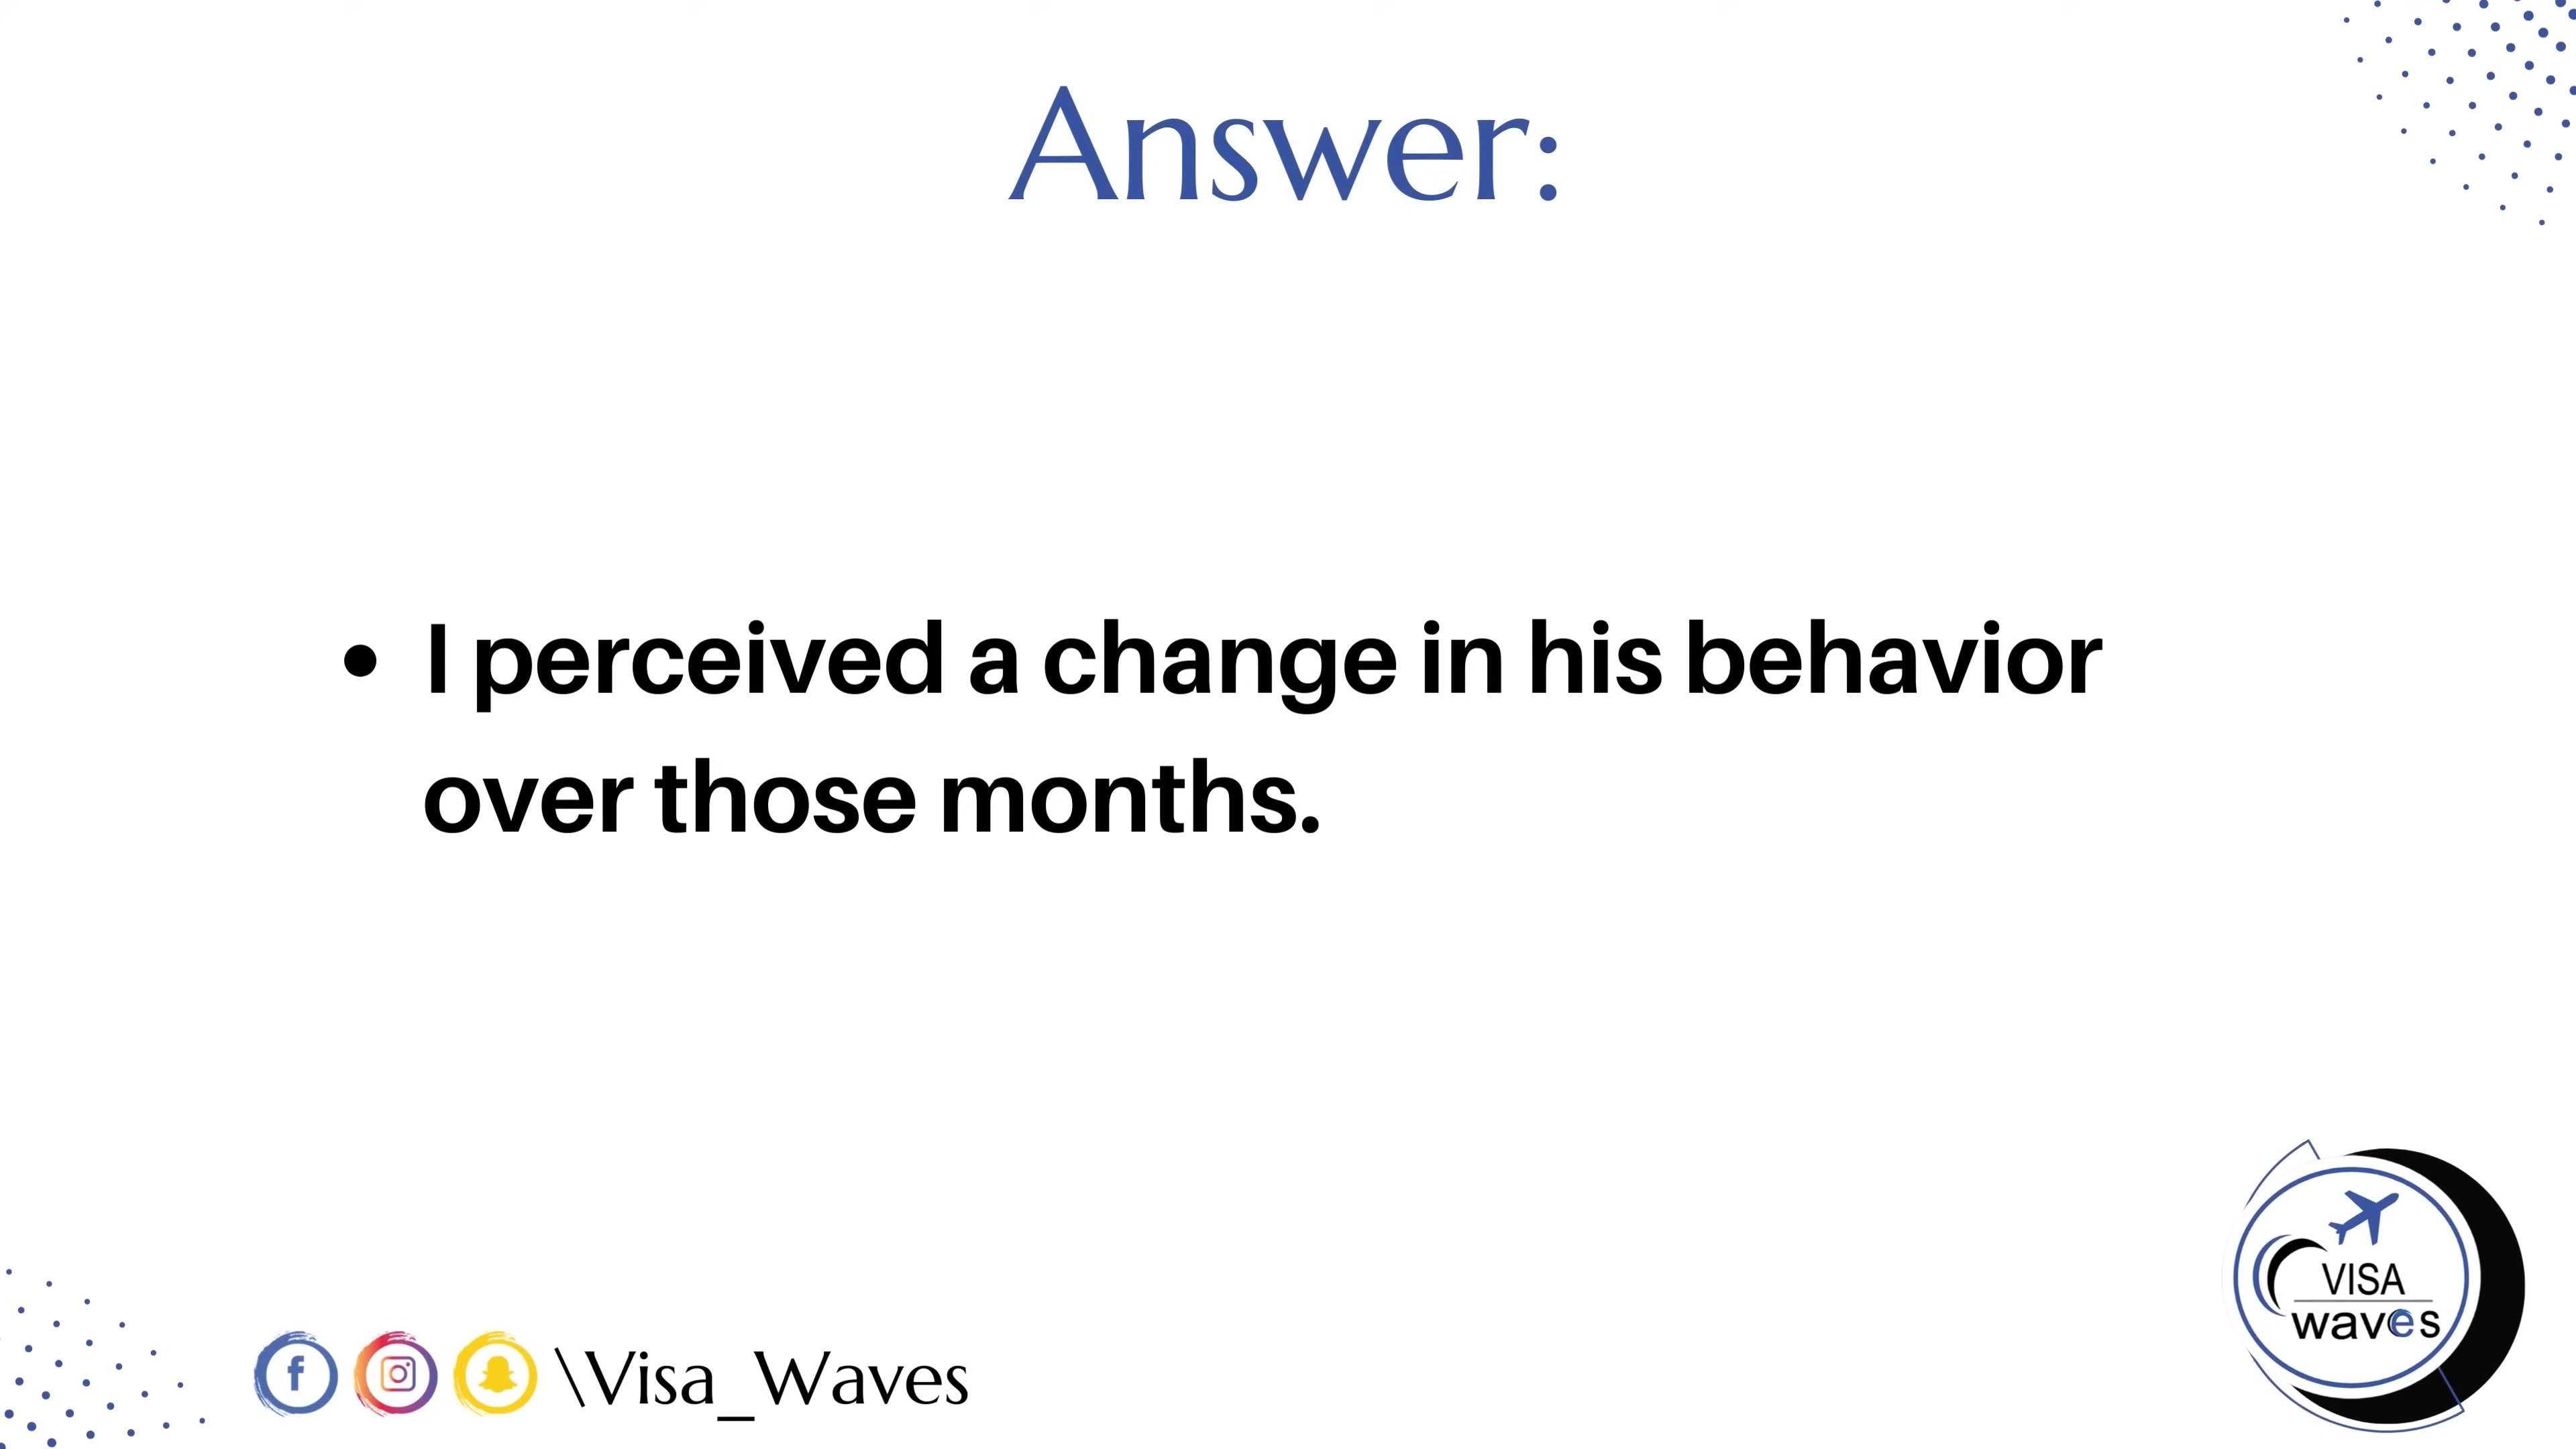 Answer:
• I perceived a change in his behavior
over those months.
\Visa_Waves
VISA
waves